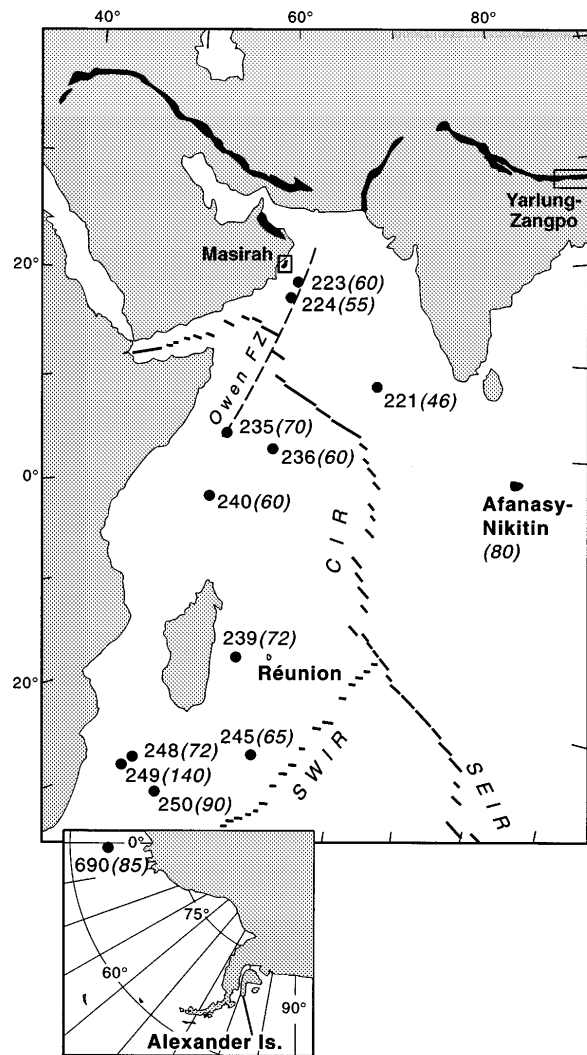 40°
60°
80°
Yarlung-
Zangpo
Masirah
20°
223(60)
224(55)
Owen FZ
221(46)
235(70)
236(60)
0°
240(60)
Afanasy-
Nikitin
(80)
CIR
239(72)
Réunion
20°
245(65)
248(72)
249(140)
SWIR
SEIR
250(90)
0°
690(85)
75°
60°
90°
Alexander Is.